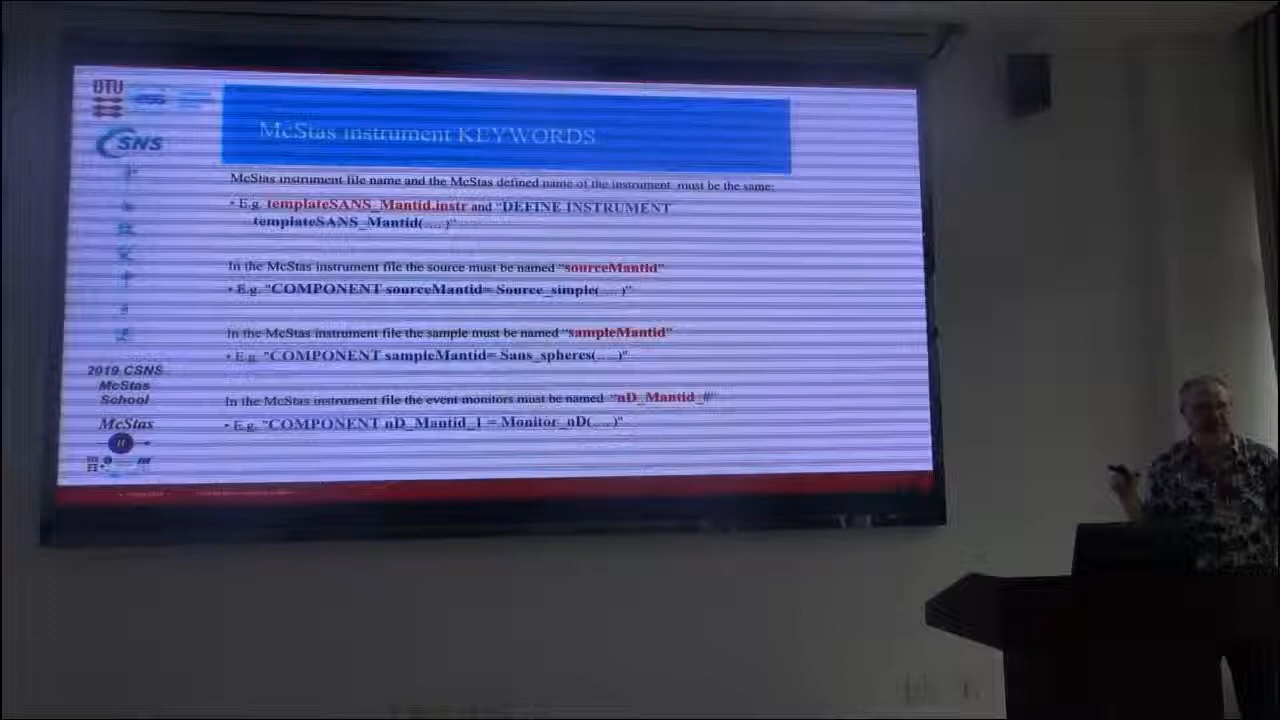 DTU
ess
CSNS
McStas instrument KEYWORDS
McStas instrument file name and the McStas defined name of the instrument must be the same:
• E.g. templateSANS_Mantid.instr and "DEFINE INSTRUMENT
templateSANS_Mantid(....)"
In the McStas instrument file the source must be named "sourceMantid"
• E.g. "COMPONENT sourceMantid= Source_simple(....)"
In the McStas instrument file the sample must be named "sampleMantid"
• E.g. "COMPONENT sampleMantid= Sans_spheres(....)"
In the McStas instrument file the event monitors must be named "nD_Mantid_#"
• E.g. "COMPONENT nD_Mantid_1 = Monitor_nD(....)"
2019 CSNS
McStas
School
McStas